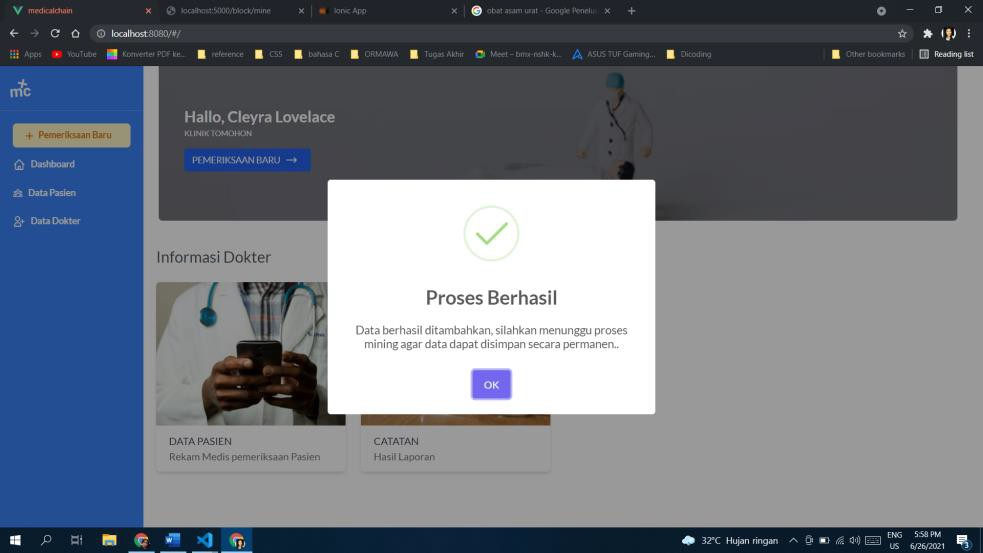 medicalchain
localhost:5000/block/mine
Ionic App
obat asam urat - Google Penelus
localhost:8080/#/
Apps YouTube Konverter PDF ke... reference CSS bahasa C ORMAWA Tugas Akhir Meet – bmx-nshk-k... ASUS TUF Gaming... Dicoding Other bookmarks Reading list
mc
+ Pemeriksaan Baru
Dashboard
Data Pasien
Data Dokter
Hallo, Cleyra Lovelace
KLINIK TOMOHON
PEMERIKSAAN BARU →
Informasi Dokter
Proses Berhasil
Data berhasil ditambahkan, silahkan menunggu proses
mining agar data dapat disimpan secara permanen..
OK
DATA PASIEN
Rekam Medis pemeriksaan Pasien
CATATAN
Hasil Laporan
32°C Hujan ringan
ENG
US
5:58 PM
6/26/2021
3